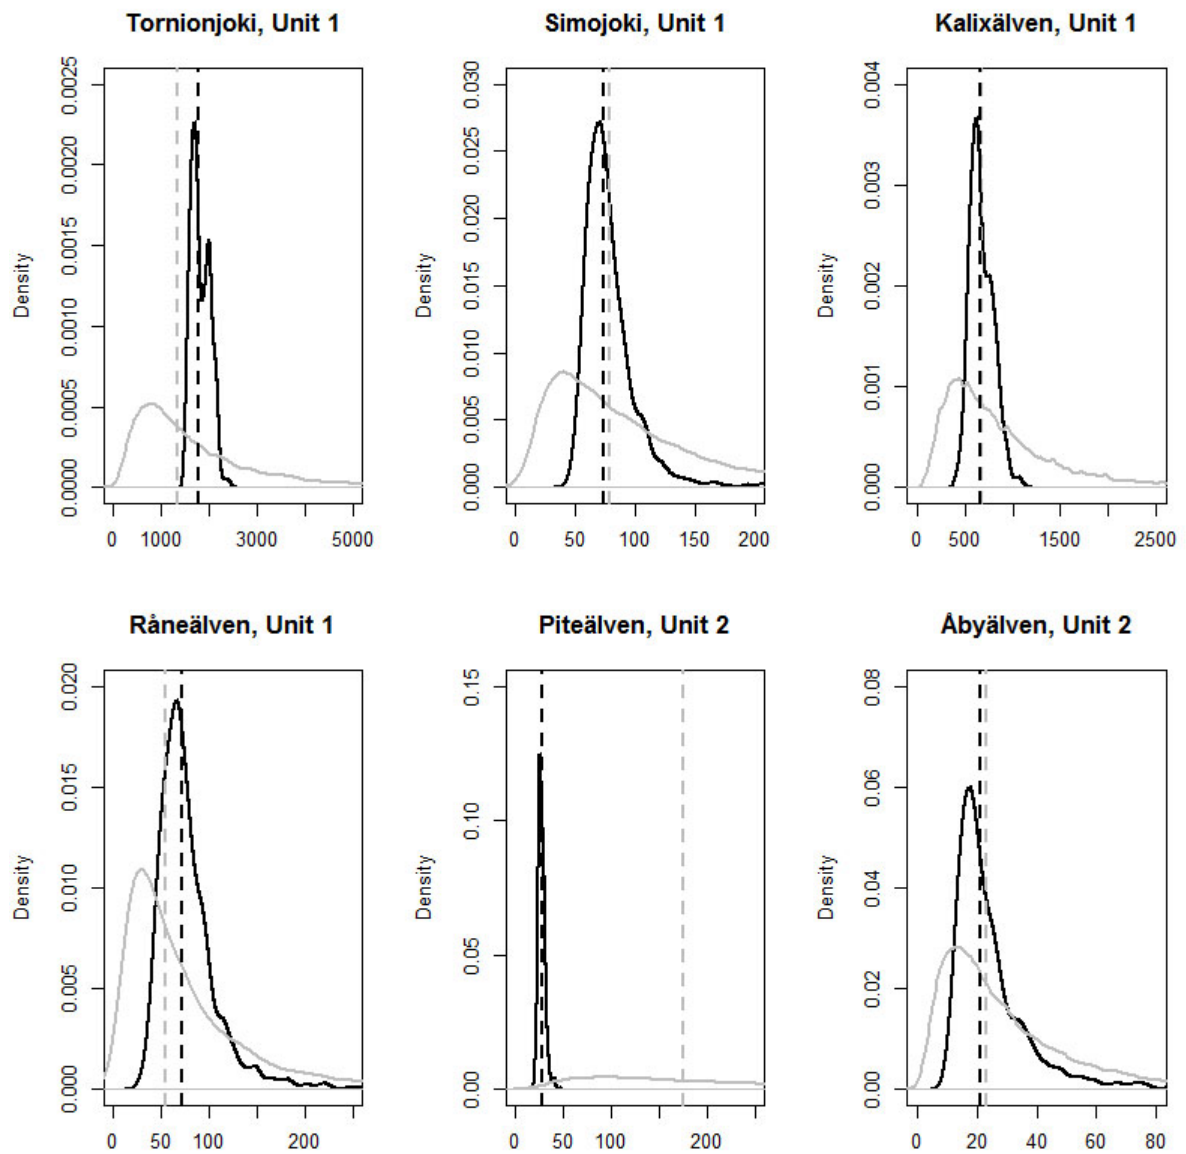 Tornionjoki, Unit 1
Density
0.0000 0.0005 0.0010 0.0015 0.0020 0.0025
0 1000 3000 5000
Simojoki, Unit 1
Density
0.000 0.005 0.010 0.015 0.020 0.025 0.030
0 50 100 150 200
Kalixälven, Unit 1
Density
0.000 0.001 0.002 0.003 0.004
0 500 1500 2500
Råneälven, Unit 1
Density
0.000 0.005 0.010 0.015 0.020
0 50 100 200
Piteälven, Unit 2
Density
0.00 0.05 0.10 0.15
0 50 100 200
Åbyälven, Unit 2
Density
0.00 0.02 0.04 0.06 0.08
0 20 40 60 80